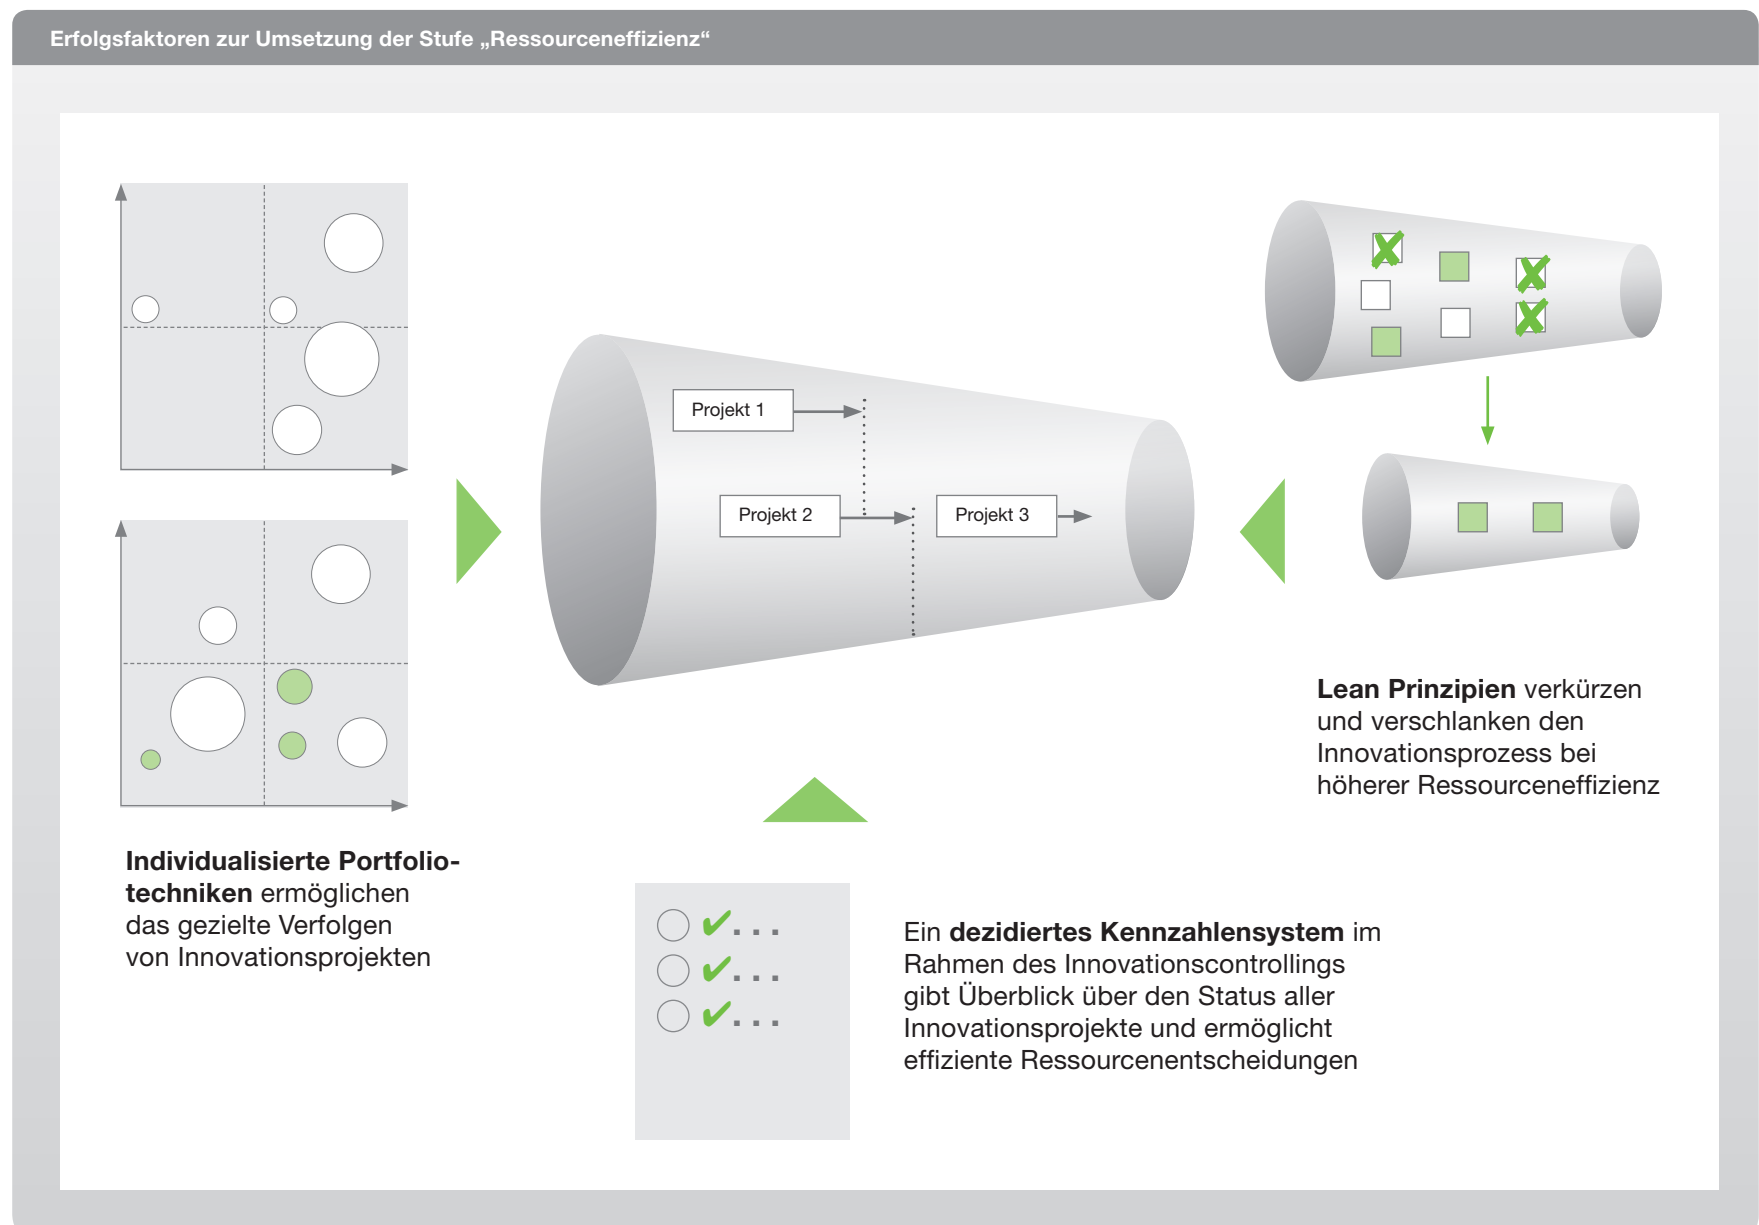 Erfolgsfaktoren zur Umsetzung der Stufe „Ressourceneffizienz“
Projekt 1
Projekt 2
Projekt 3
Lean Prinzipien verkürzen
und verschlanken den
Innovationsprozess bei
höherer Ressourceneffizienz
Individualisierte Portfolio-
techniken ermöglichen
das gezielte Verfolgen
von Innovationsprojekten
Ein dezidiertes Kennzahlensystem im
Rahmen des Innovationscontrollings
gibt Überblick über den Status aller
Innovationsprojekte und ermöglicht
effiziente Ressourcenentscheidungen